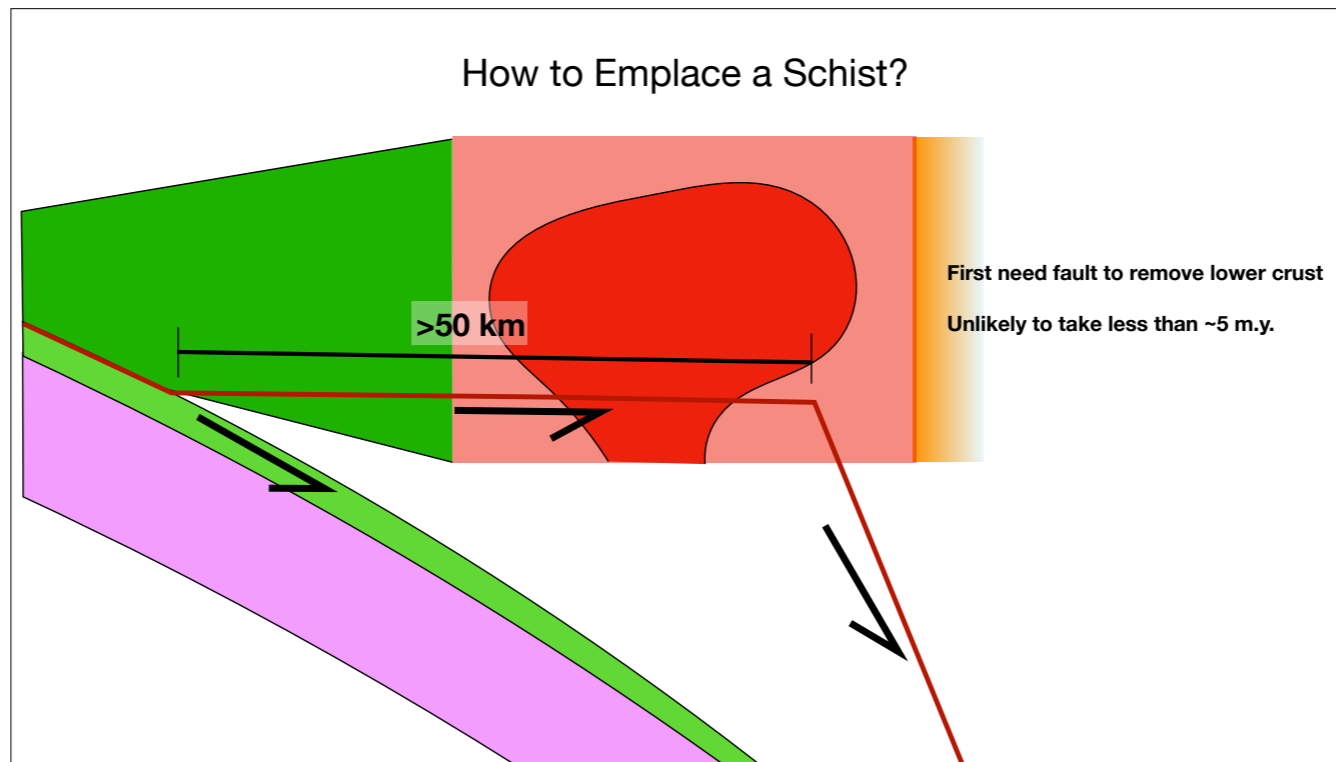 How to Emplace a Schist?
First need fault to remove lower crust
>50 km
Unlikely to take less than ~5 m.y.